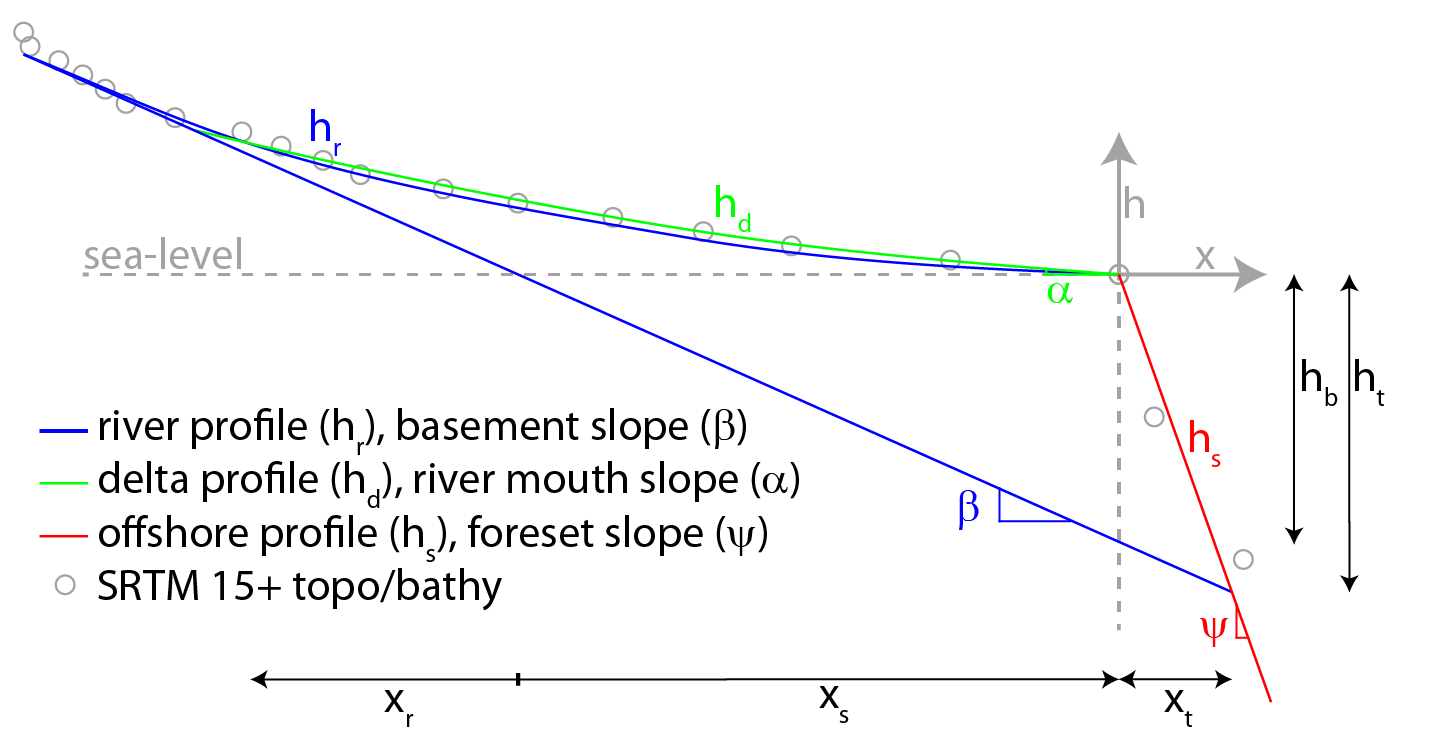 h_r
h_d
h
sea-level
x
α
h_b
h_t
river profile (h_r), basement slope (β)
h_s
delta profile (h_d), river mouth slope (α)
β
offshore profile (h_s), foreset slope (ψ)
SRTM 15+ topo/bathy
ψ
x_r
x_s
x_t